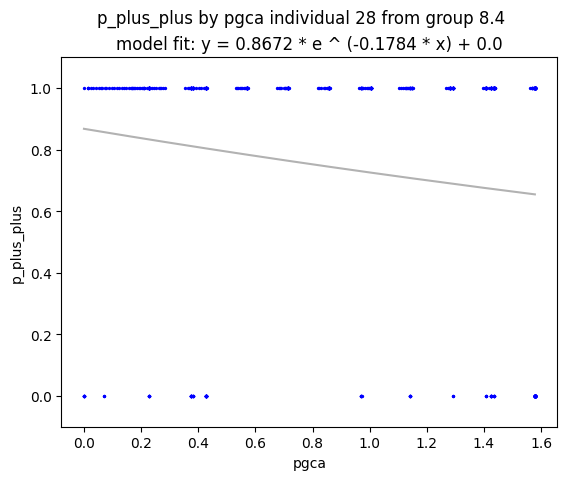 p_plus_plus by pgca individual 28 from group 8.4
model fit: y = 0.8672 * e ^ (-0.1784 * x) + 0.0
1.0
0.8
0.6
0.4
0.2
0.0
p_plus_plus
0.0 0.2 0.4 0.6 0.8 1.0 1.2 1.4 1.6
pgca